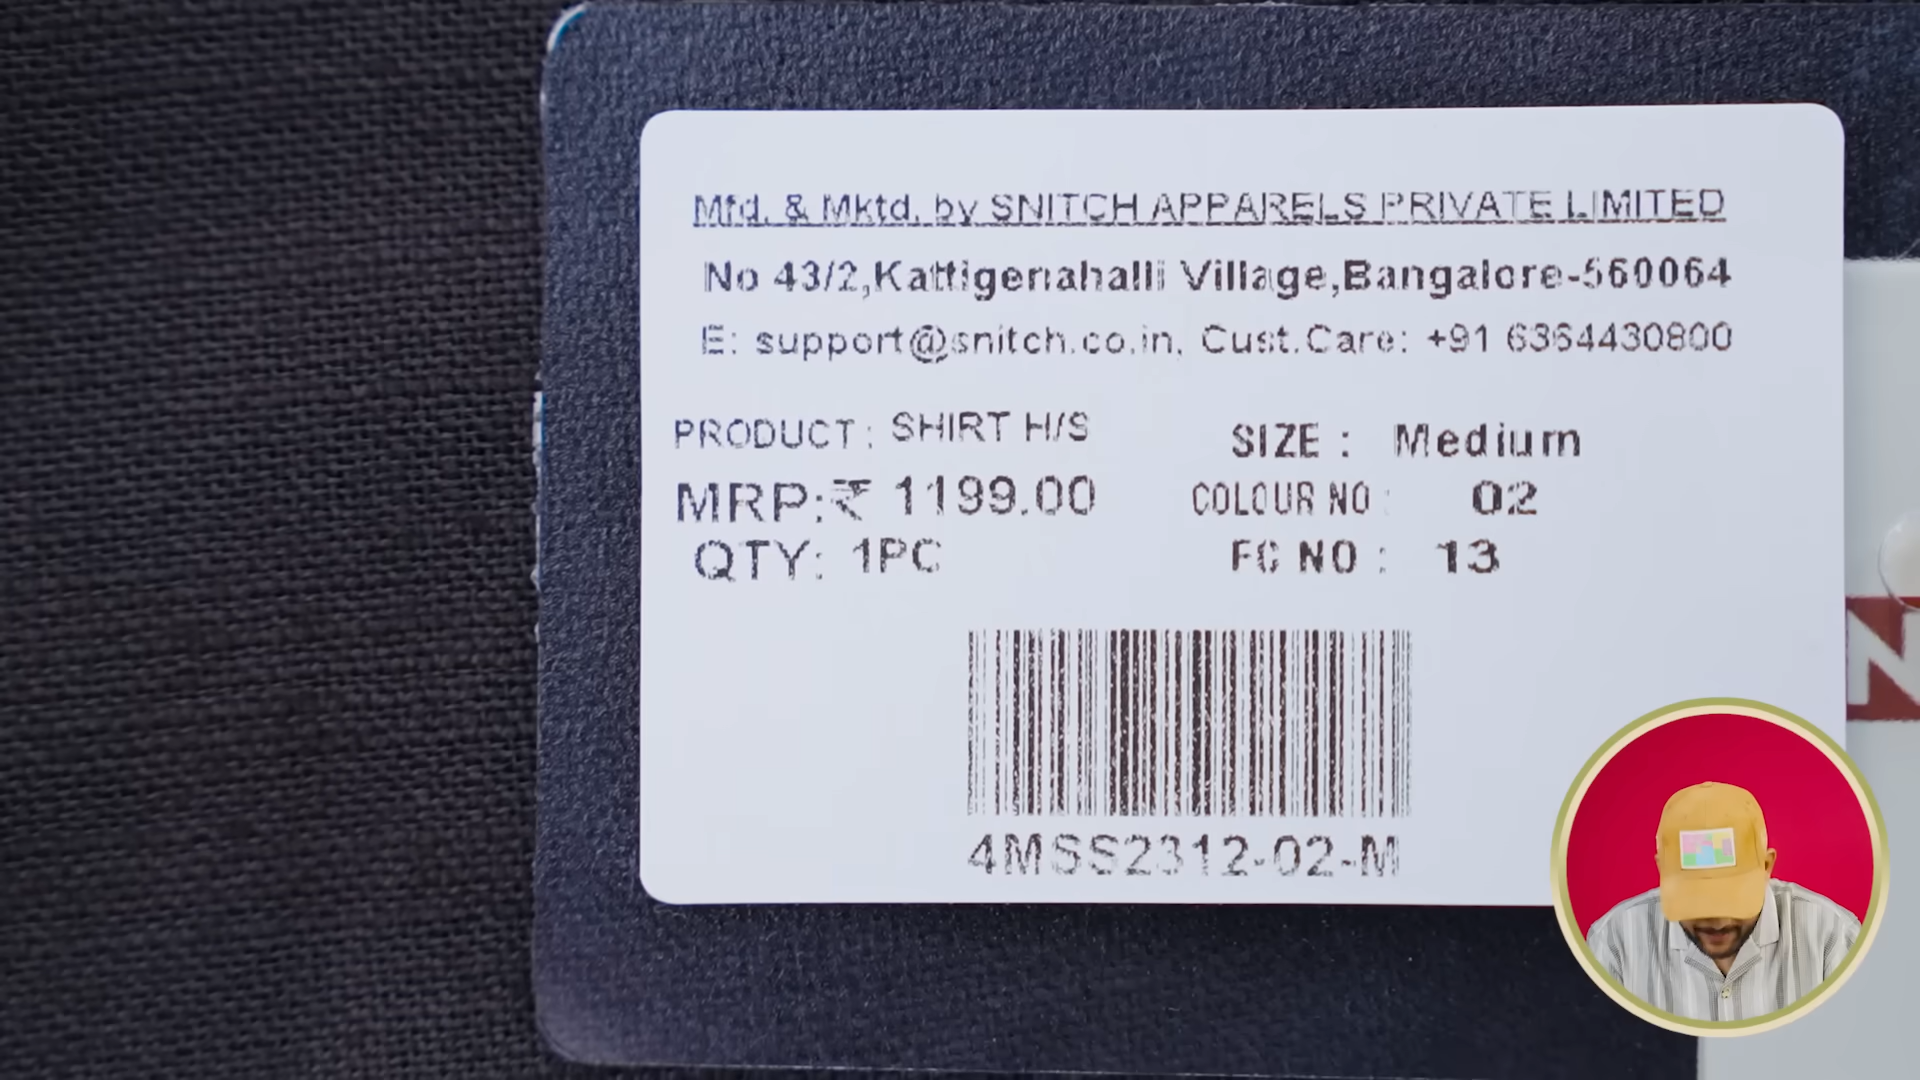 Mfd. & Mktd. by SNITCH APPARELS PRIVATE LIMITED
No 43/2,Kattigenahalli Village,Bangalore-560064
E: support@snitch.co.in, Cust.Care: +91 6364430800
PRODUCT: SHIRT H/S
SIZE : Medium
MRP:₹ 1199.00
COLOUR NO : 02
QTY: 1PC
FG NO : 13
4MSS2312-02-M
N